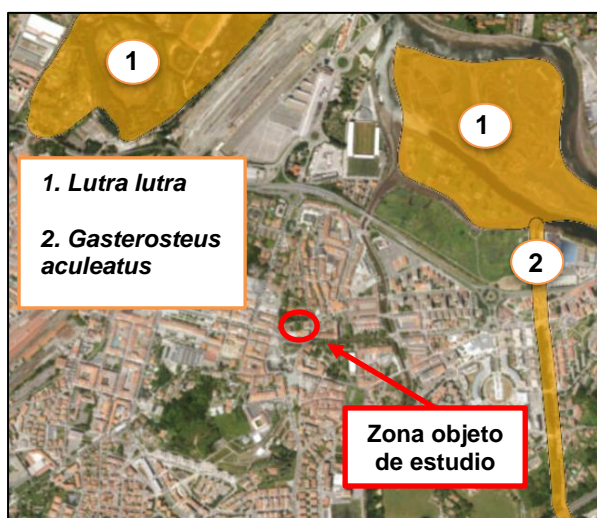 1
1
1. Lutra lutra
2. Gasterosteus
aculeatus
2
Zona objeto
de estudio